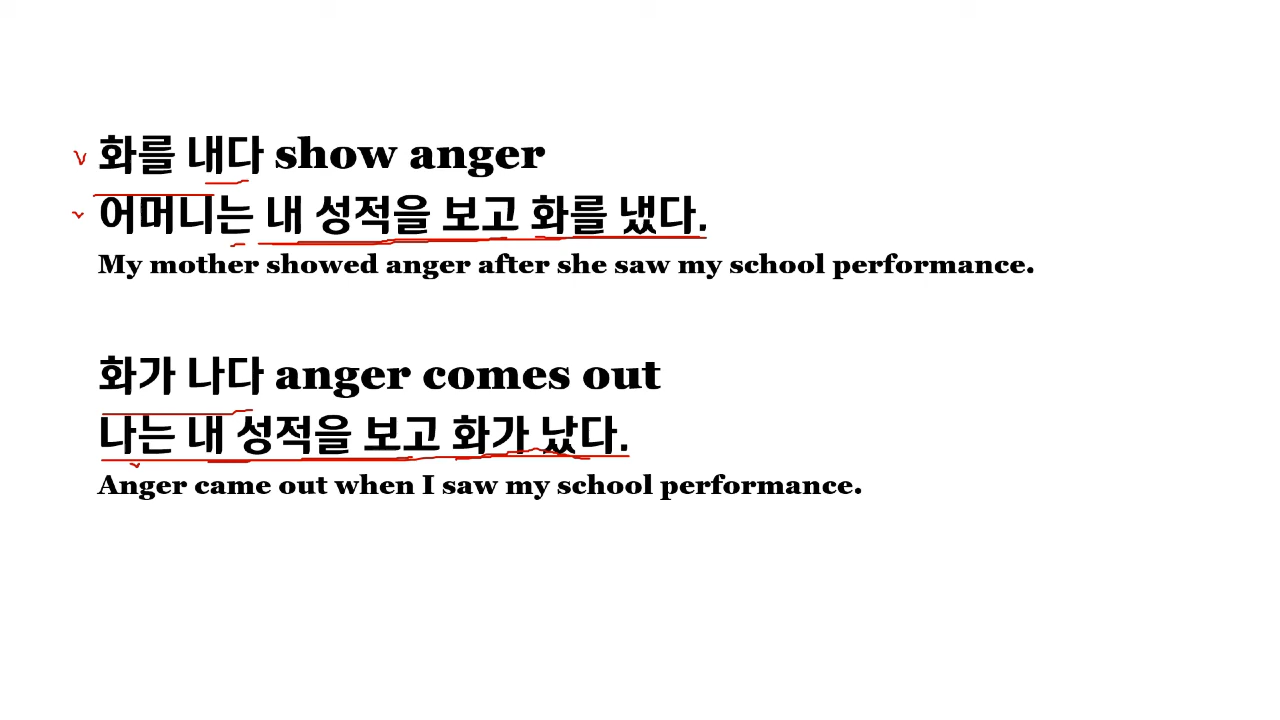 화를 내다 show anger
어머니는 내 성적을 보고 화를 냈다.
My mother showed anger after she saw my school performance.
화가 나다 anger comes out
나는 내 성적을 보고 화가 났다.
Anger came out when I saw my school performance.